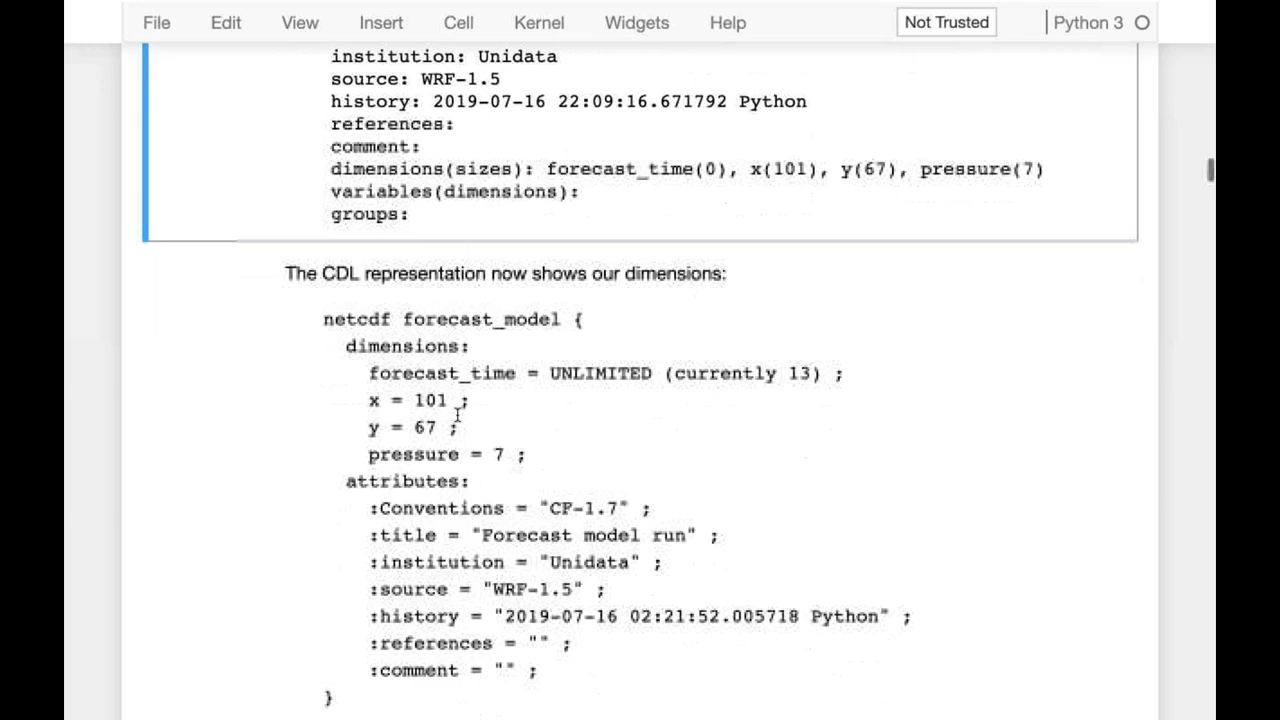 File Edit View Insert Cell Kernel Widgets Help Not Trusted Python 3
institution: Unidata
source: WRF-1.5
history: 2019-07-16 22:09:16.671792 Python
references:
comment:
dimensions(sizes): forecast_time(0), x(101), y(67), pressure(7)
variables(dimensions):
groups:
The CDL representation now shows our dimensions:
netcdf forecast_model {
dimensions:
forecast_time = UNLIMITED (currently 13) ;
x = 101 ;
y = 67 ;
pressure = 7 ;
attributes:
:Conventions = "CF-1.7" ;
:title = "Forecast model run" ;
:institution = "Unidata" ;
:source = "WRF-1.5" ;
:history = "2019-07-16 02:21:52.005718 Python" ;
:references = "" ;
:comment = "" ;
}